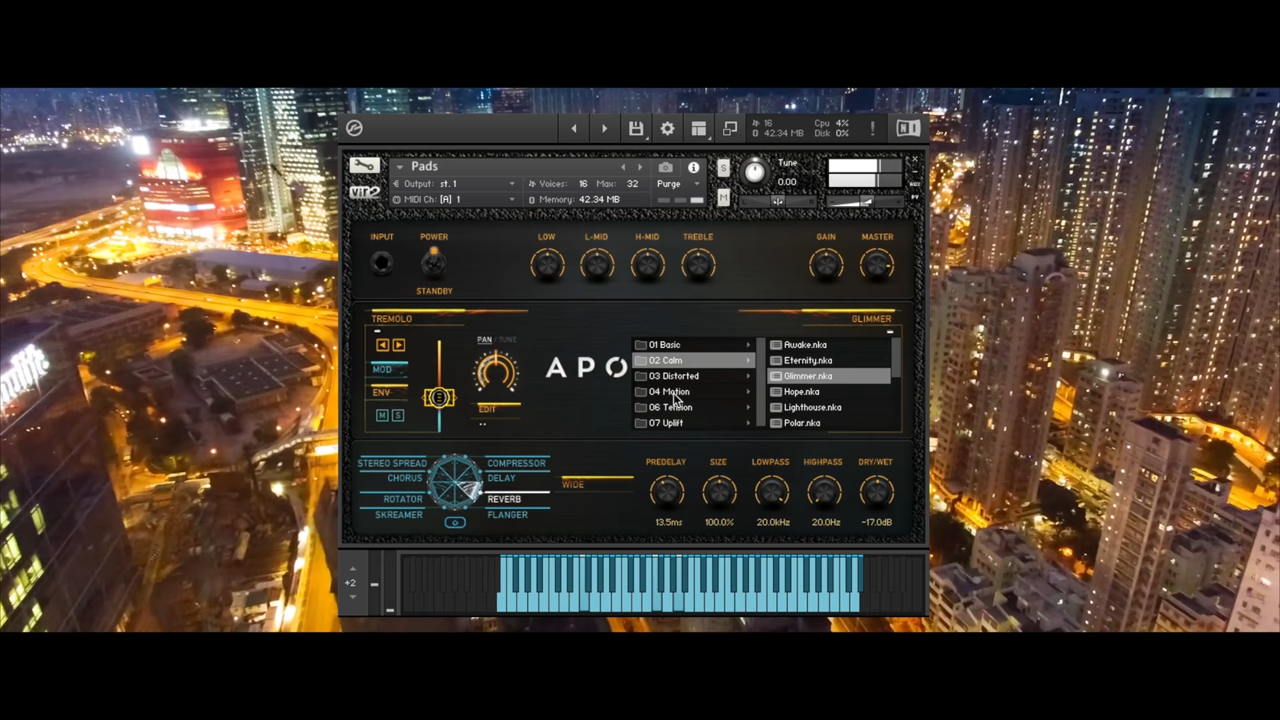 16
42.34 MB
Cpu 4%
Disk 0%
!
NI
Pads
Output: st. 1
Voices: 16 Max: 32
Purge
MIDI Ch: [A] 1
Memory: 42.34 MB
S
M
Tune
0.00
VIR2
AUX
PV
INPUT
POWER
STANDBY
LOW
L-MID
H-MID
TREBLE
GAIN
MASTER
TREMOLO
GLIMMER
MOD
ENV
M S
PAN / TUNE
EDIT
APO
01 Basic
02 Calm
03 Distorted
04 Motion
06 Tension
07 Uplift
Awake.nka
Eternity.nka
Glimmer.nka
Hope.nka
Lighthouse.nka
Polar.nka
STEREO SPREAD
CHORUS
ROTATOR
SKREAMER
COMPRESSOR
DELAY
REVERB
FLANGER
WIDE
PREDELAY
SIZE
LOWPASS
HIGHPASS
DRY/WET
13.5ms
100.0%
20.0kHz
20.0Hz
-17.0dB
+2